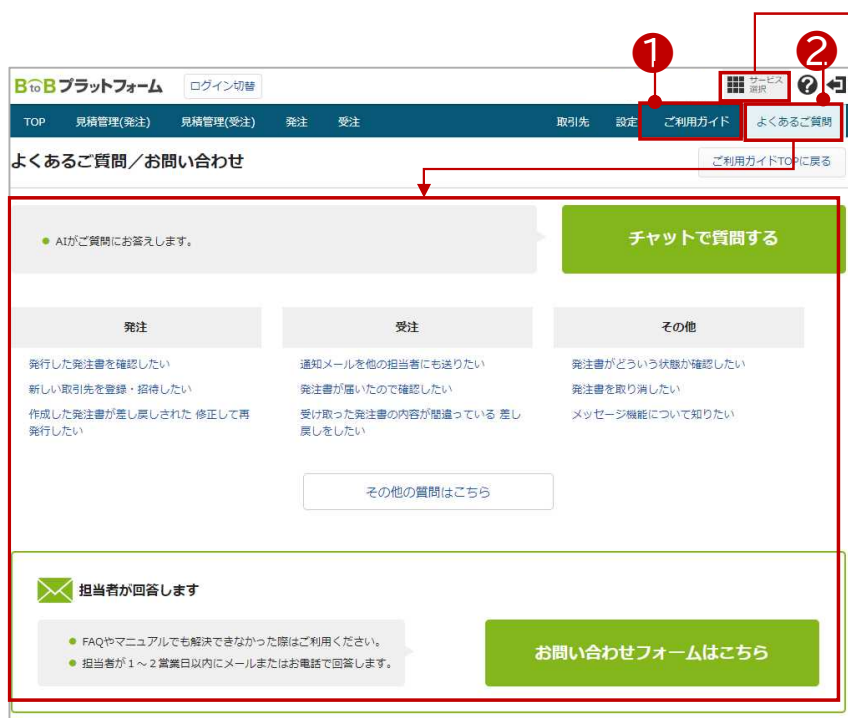 1
2
BtoBプラットフォーム
ログイン切替
サービス
選択
?
TOP 見積管理(発注) 見積管理(受注) 発注 受注 取引先 設定 ご利用ガイド よくあるご質問
よくあるご質問／お問い合わせ
ご利用ガイドTOPに戻る
AIがご質問にお答えします。
チャットで質問する
発注
発行した発注書を確認したい
新しい取引先を登録・招待したい
作成した発注書が差し戻しされた 修正して再
発行したい
受注
通知メールを他の担当者にも送りたい
発注書が届いたので確認したい
受け取った発注書の内容が間違っている 差し
戻しをしたい
その他
発注書がどういう状態か確認したい
発注書を取り消したい
メッセージ機能について知りたい
その他の質問はこちら
担当者が回答します
FAQやマニュアルでも解決できなかった際はご利用ください。
担当者が1～2営業日以内にメールまたはお電話で回答します。
お問い合わせフォームはこちら